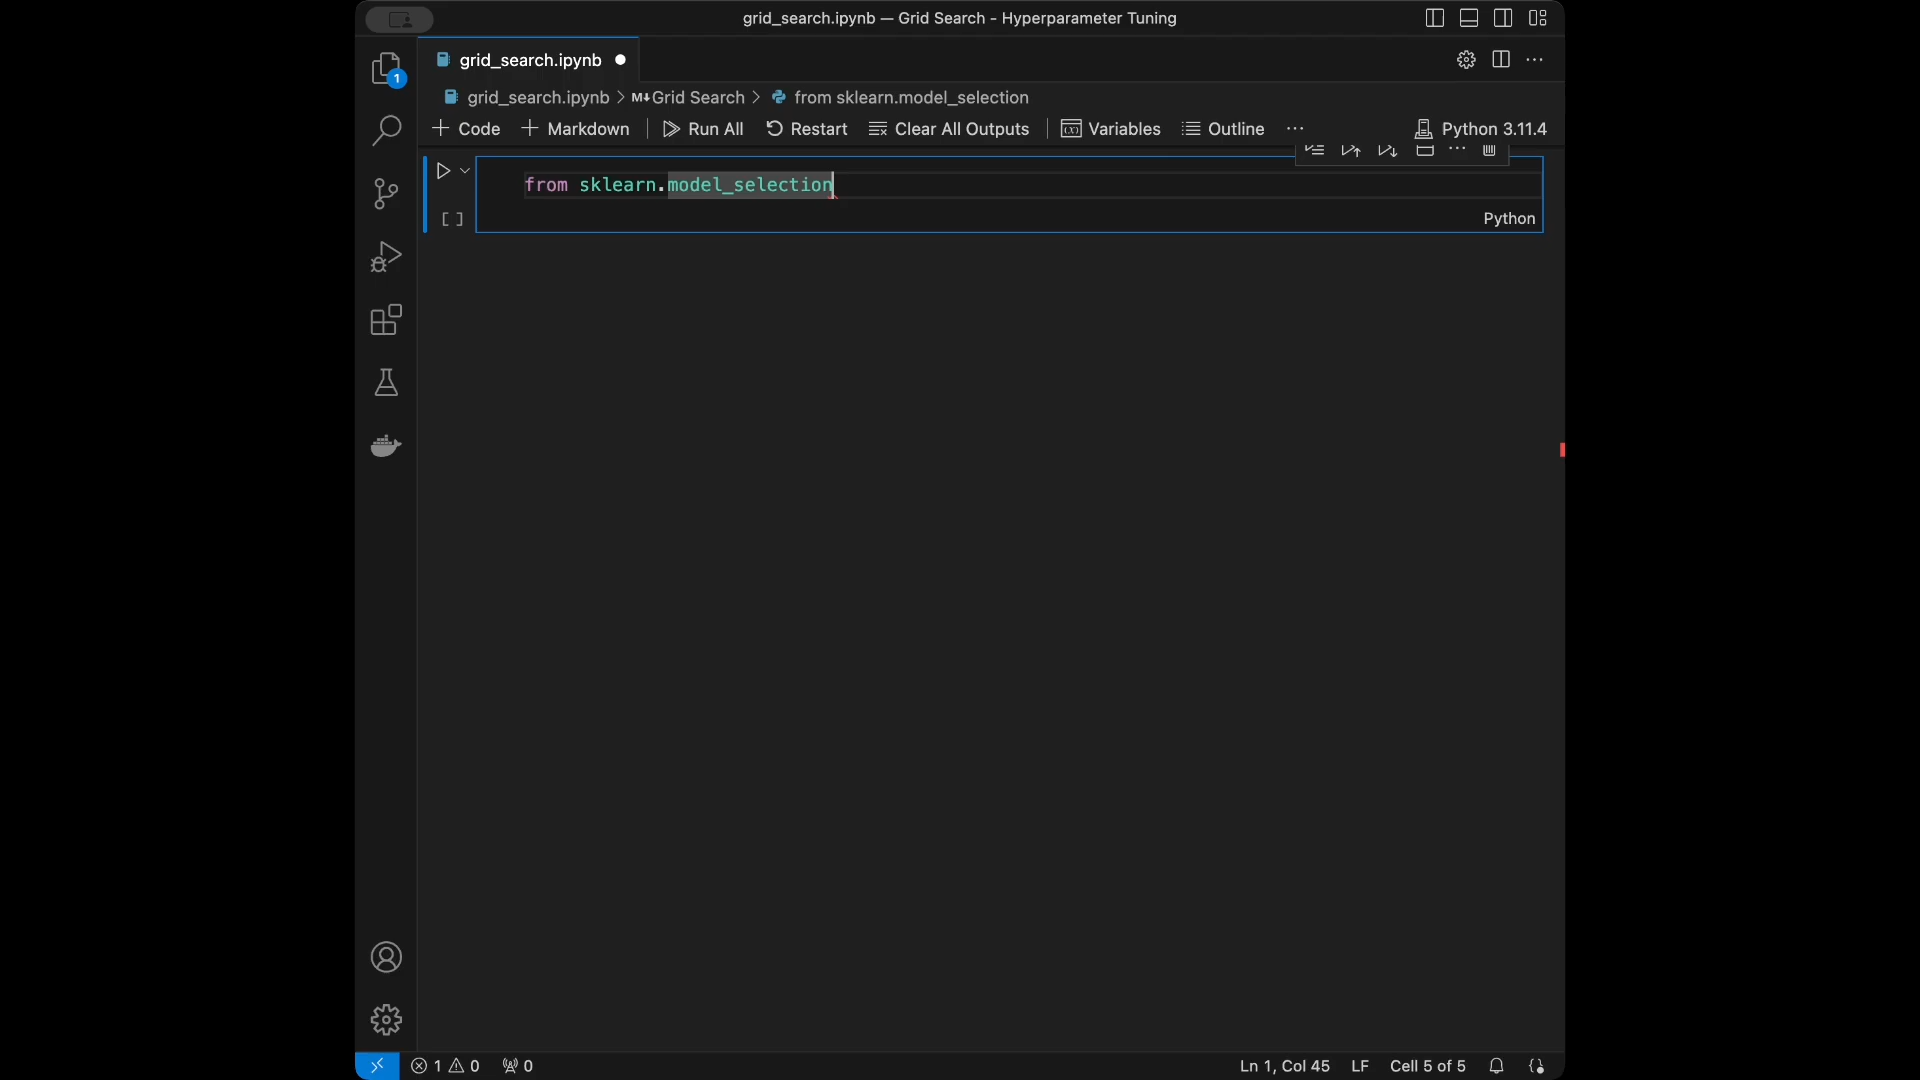 grid_search.ipynb — Grid Search - Hyperparameter Tuning
1
grid_search.ipynb
grid_search.ipynb > M Grid Search > from sklearn.model_selection
Code Markdown Run All Restart Clear All Outputs (x) Variables Outline ... Python 3.11.4
from sklearn.model_selection
[ ] Python
1 0 0 Ln 1, Col 45 LF Cell 5 of 5